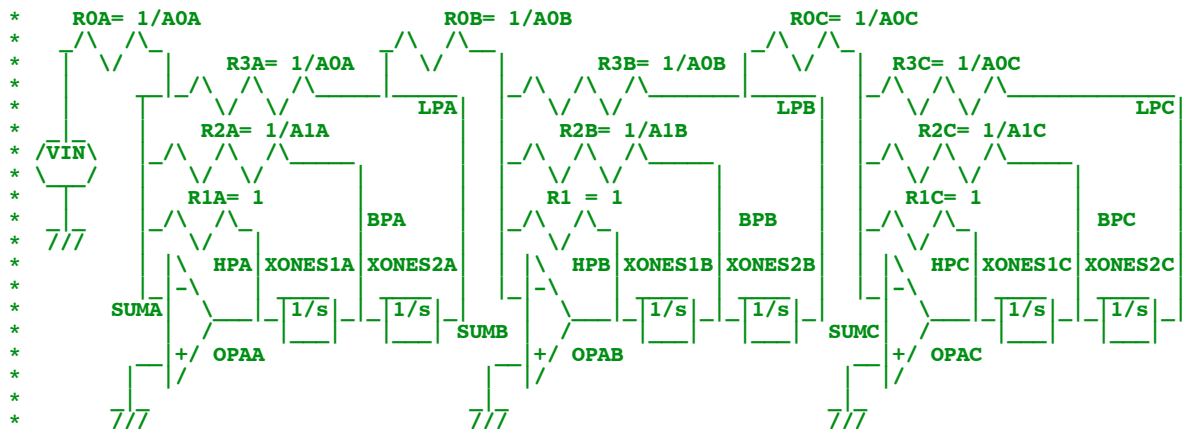 R0A= 1/A0A R0B= 1/A0B R0C= 1/A0C
R3A= 1/A0A R3B= 1/A0B R3C= 1/A0C
LPA LPB LPC
R2A= 1/A1A R2B= 1/A1B R2C= 1/A1C
VIN
R1A= 1 R1 = 1 R1C= 1
BPA BPB BPC
HPA XONES1A XONES2A HPB XONES1B XONES2B HPC XONES1C XONES2C
SUMA 1/s 1/s 1/s 1/s 1/s 1/s
SUMB SUMC
+ OPAA + OPAB + OPAC